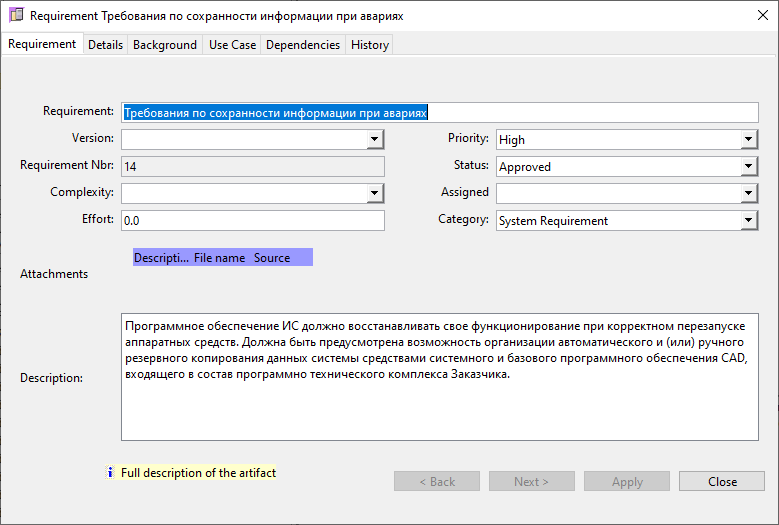 Requirement Требования по сохранности информации при авариях
Requirement Details Background Use Case Dependencies History
Requirement: Требования по сохранности информации при авариях
Version: Priority: High
Requirement Nbr: 14 Status: Approved
Complexity: Assigned
Effort: 0.0 Category: System Requirement
Descripti... File name Source
Attachments
Программное обеспечение ИС должно восстанавливать свое функционирование при корректном перезапуске
аппаратных средств. Должна быть предусмотрена возможность организации автоматического и (или) ручного
резервного копирования данных системы средствами системного и базового программного обеспечения CAD,
входящего в состав программно технического комплекса Заказчика.
Description:
i Full description of the artifact
< Back Next > Apply Close